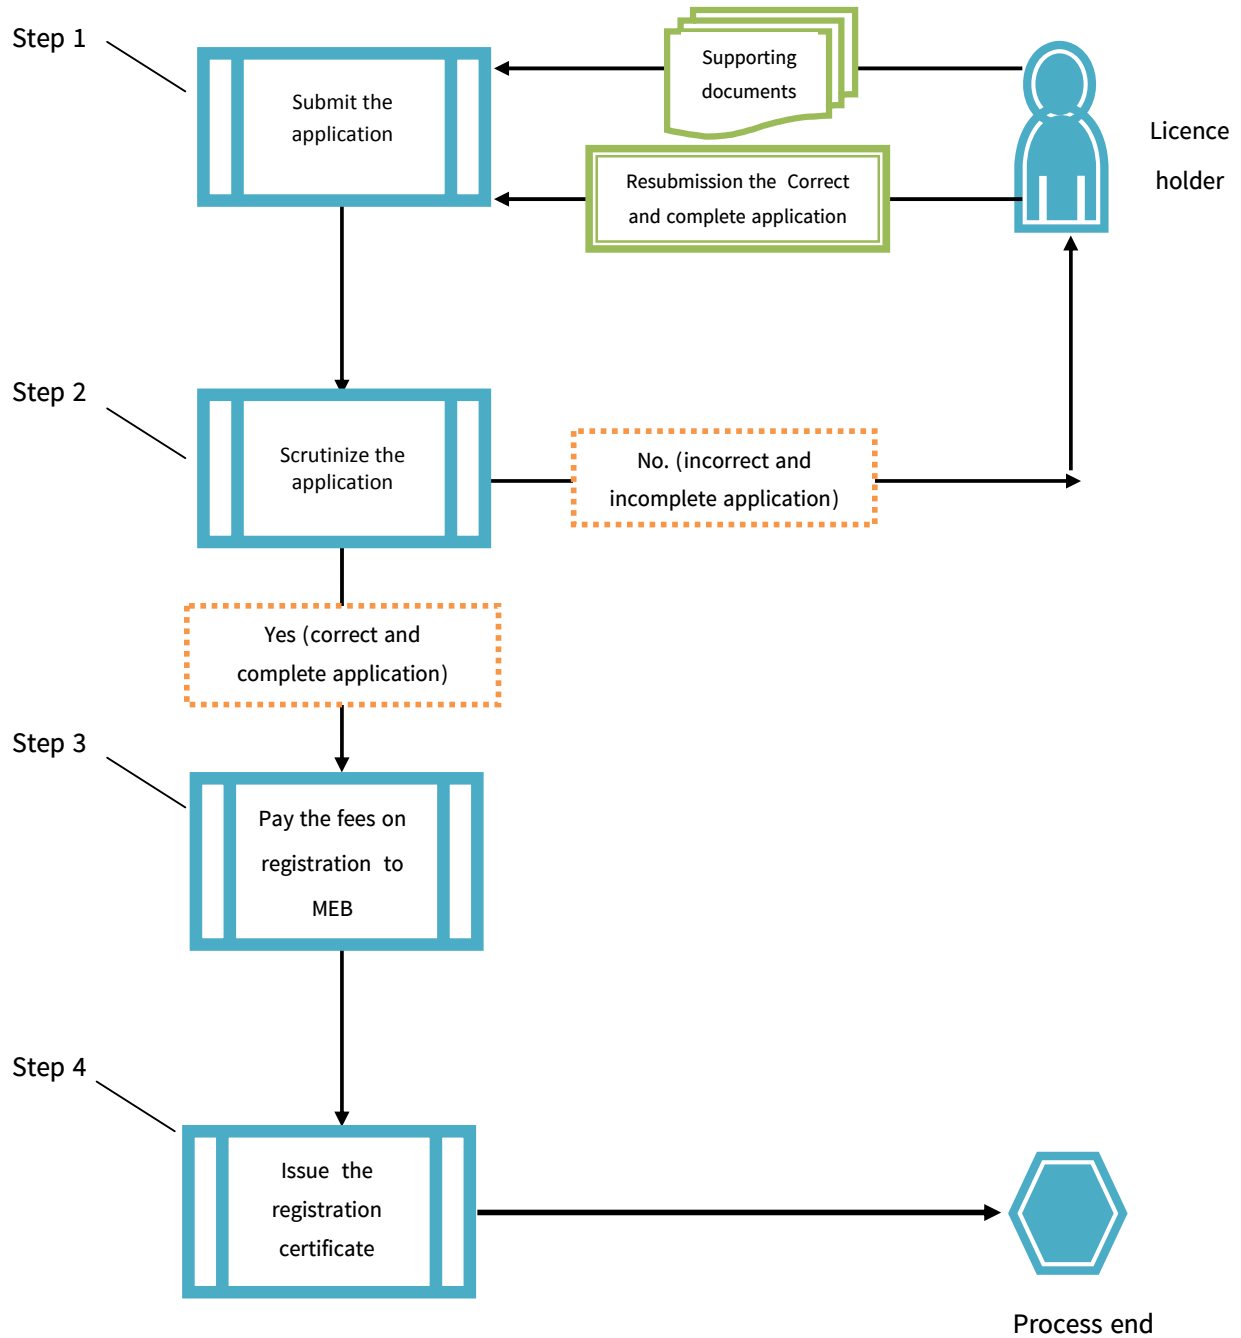 Step 1
Supporting
documents
Submit the
application
Licence
holder
Resubmission the Correct
and complete application
Step 2
Scrutinize the
application
No. (incorrect and
incomplete application)
Yes (correct and
complete application)
Step 3
Pay the fees on
registration to
MEB
Step 4
Issue the
registration
certificate
Process end